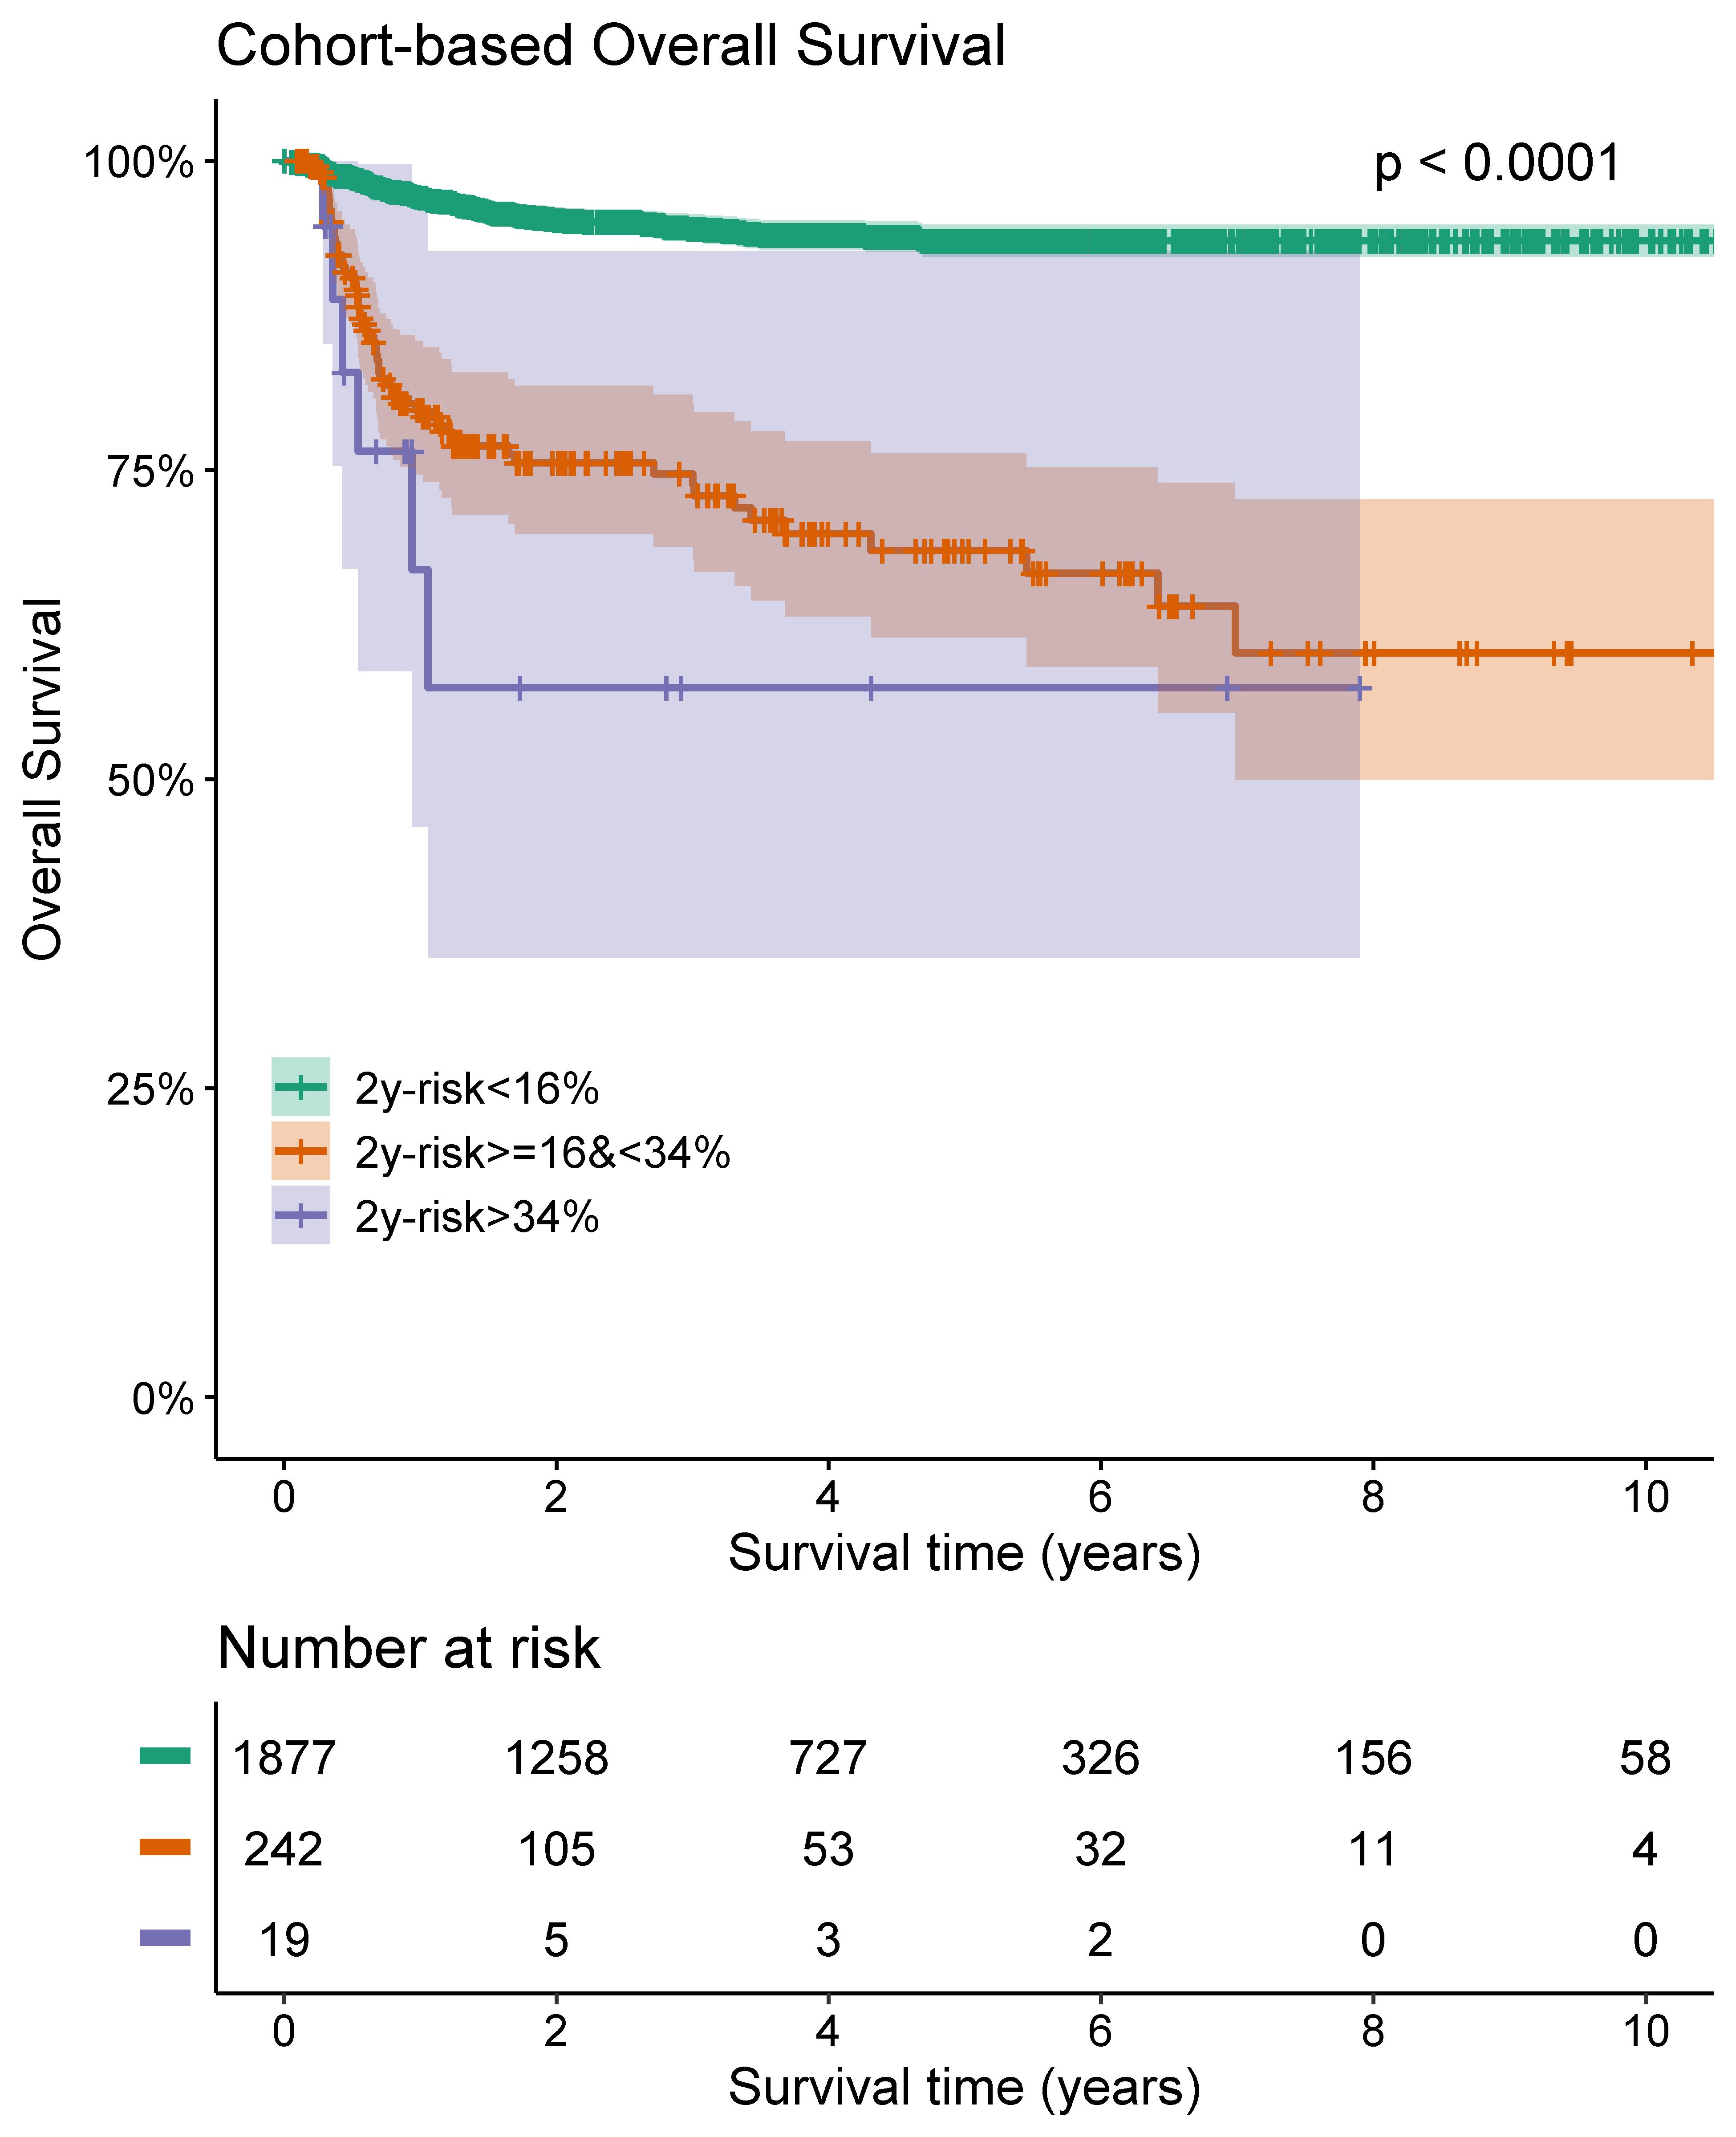 Cohort-based Overall Survival
p < 0.0001
100%
75%
50%
25%
0%
Overall Survival
2y-risk<16%
2y-risk>=16&<34%
2y-risk>34%
0 2 4 6 8 10
Survival time (years)
Number at risk
1877 1258 727 326 156 58
242 105 53 32 11 4
19 5 3 2 0 0
0 2 4 6 8 10
Survival time (years)